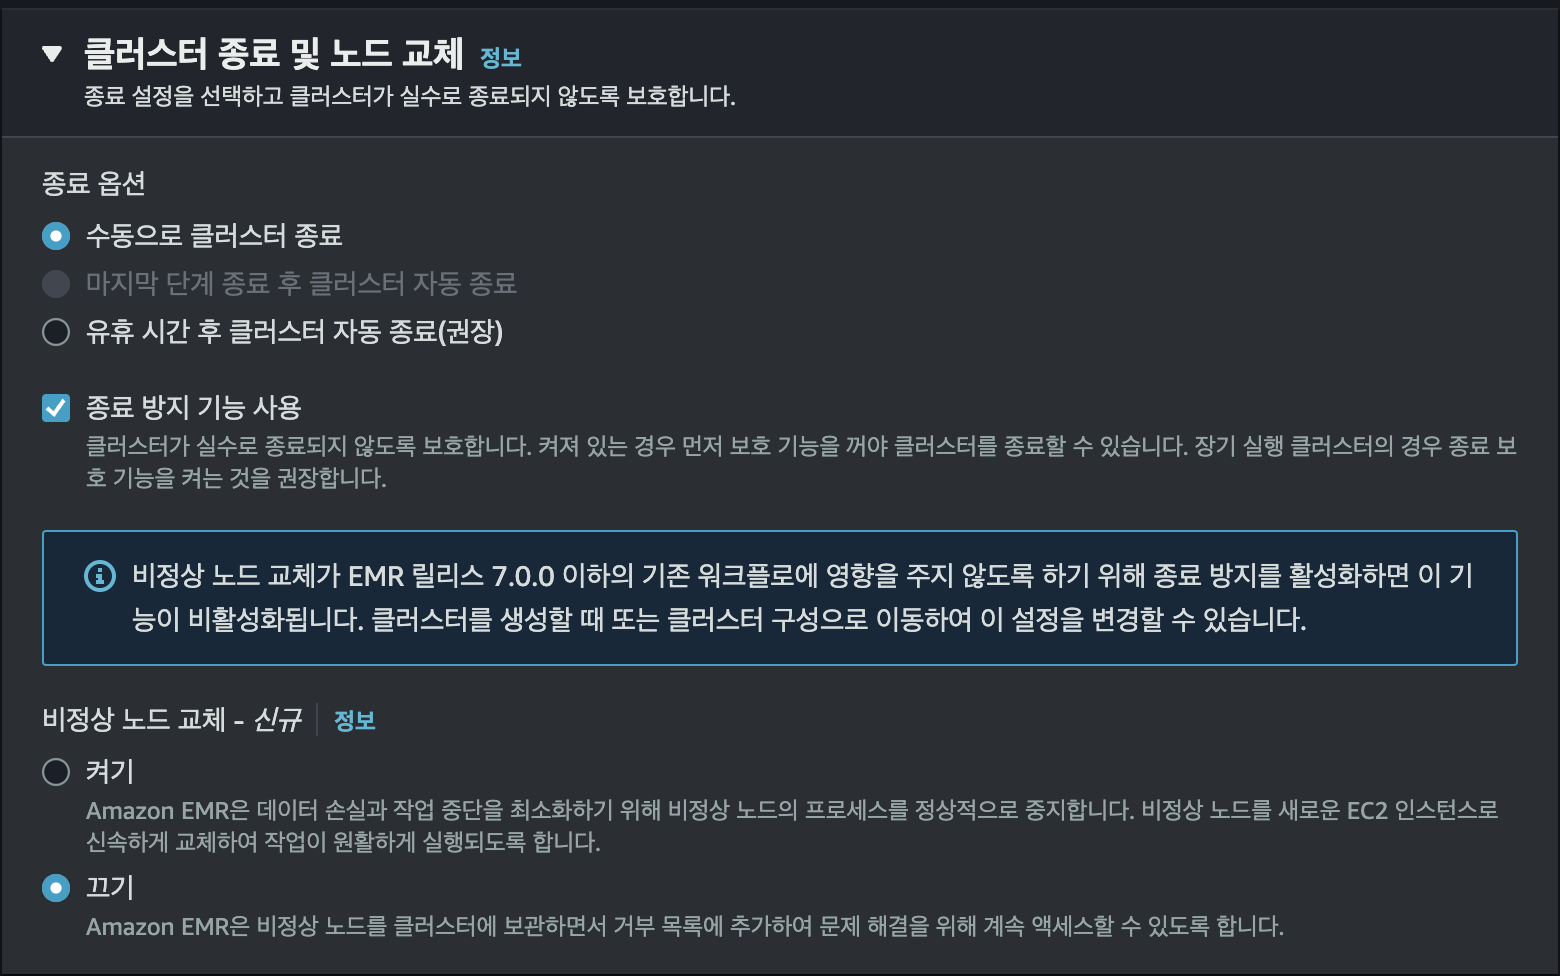 클러스터 종료 및 노드 교체 정보
종료 설정을 선택하고 클러스터가 실수로 종료되지 않도록 보호합니다.
종료 옵션
수동으로 클러스터 종료
마지막 단계 종료 후 클러스터 자동 종료
유휴 시간 후 클러스터 자동 종료(권장)
종료 방지 기능 사용
클러스터가 실수로 종료되지 않도록 보호합니다. 켜져 있는 경우 먼저 보호 기능을 꺼야 클러스터를 종료할 수 있습니다. 장기 실행 클러스터의 경우 종료 보
호 기능을 켜는 것을 권장합니다.
비정상 노드 교체가 EMR 릴리스 7.0.0 이하의 기존 워크플로에 영향을 주지 않도록 하기 위해 종료 방지를 활성화하면 이 기
능이 비활성화됩니다. 클러스터를 생성할 때 또는 클러스터 구성으로 이동하여 이 설정을 변경할 수 있습니다.
비정상 노드 교체 - 신규 정보
켜기
Amazon EMR은 데이터 손실과 작업 중단을 최소화하기 위해 비정상 노드의 프로세스를 정상적으로 중지합니다. 비정상 노드를 새로운 EC2 인스턴스로
신속하게 교체하여 작업이 원활하게 실행되도록 합니다.
끄기
Amazon EMR은 비정상 노드를 클러스터에 보관하면서 거부 목록에 추가하여 문제 해결을 위해 계속 액세스할 수 있도록 합니다.